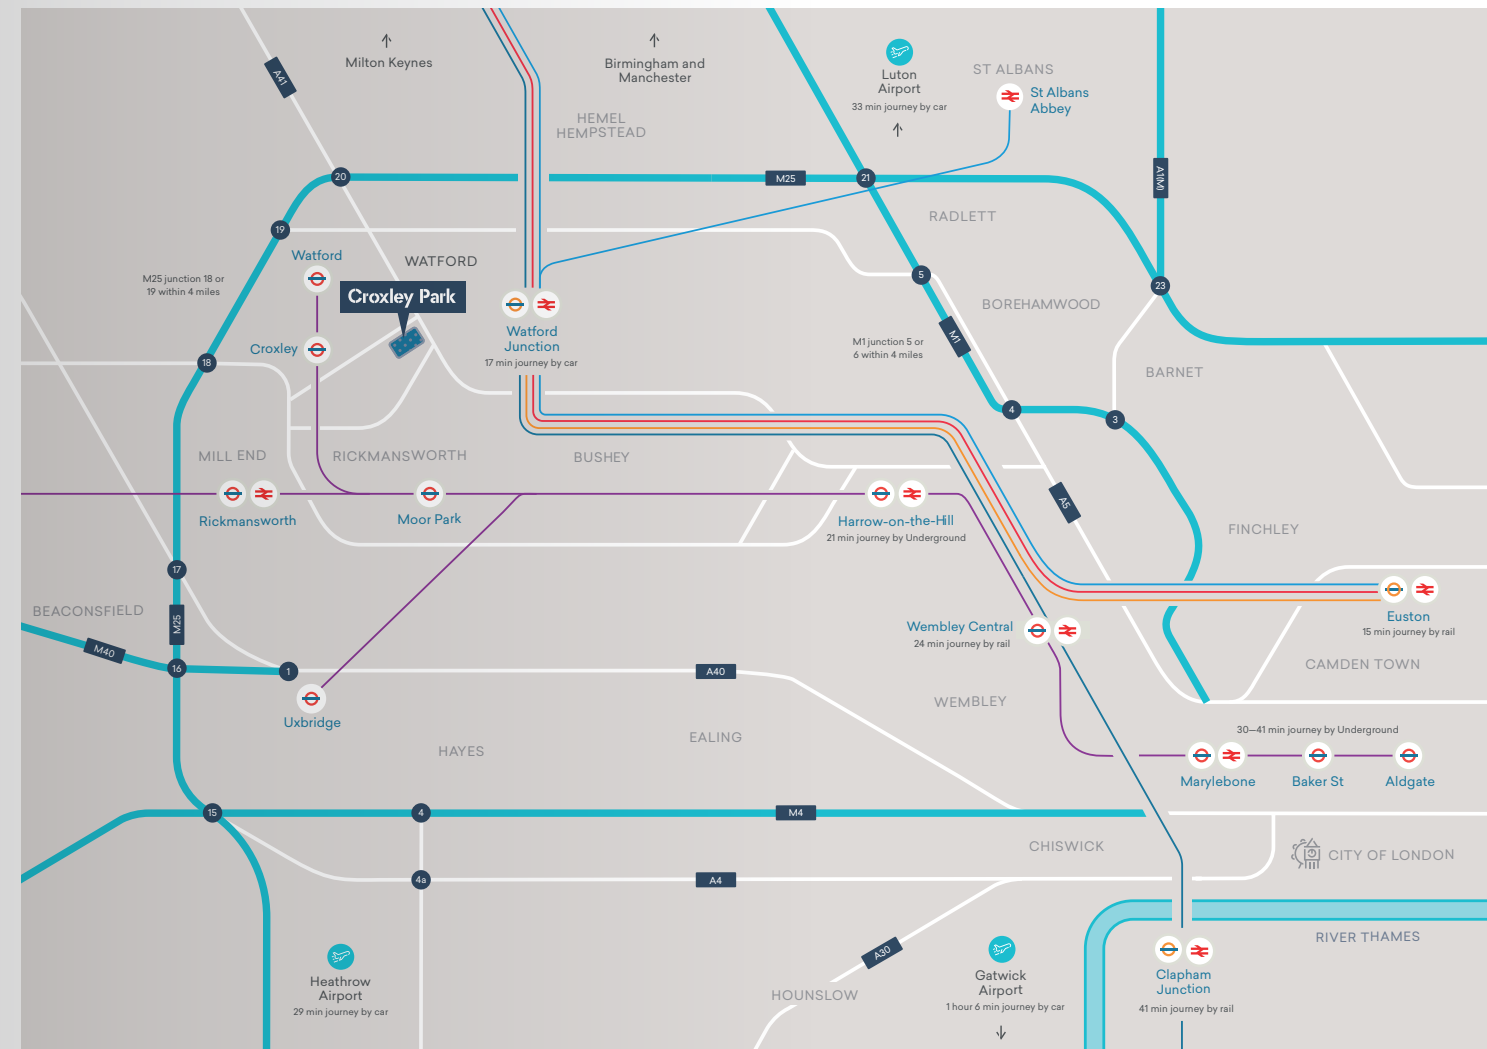 A41
Milton Keynes
Birmingham and
Manchester
Luton
Airport
33 min journey by car
ST ALBANS
St Albans
Abbey
HEMEL
HEMPSTEAD
A1(M)
20
M25
21
RADLETT
19
Watford
WATFORD
M25 junction 18 or
19 within 4 miles
Croxley Park
5
23
BOREHAMWOOD
Watford
Junction
17 min journey by car
Croxley
M1
M1 junction 5 or
6 within 4 miles
18
BARNET
4
3
MILL END
RICKMANSWORTH
BUSHEY
A5
Rickmansworth
Moor Park
Harrow-on-the-Hill
21 min journey by Underground
FINCHLEY
17
BEACONSFIELD
M25
M40
Euston
15 min journey by rail
Wembley Central
24 min journey by rail
16
1
A40
CAMDEN TOWN
Uxbridge
WEMBLEY
HAYES
EALING
30–41 min journey by Underground
Marylebone
Baker St
Aldgate
15
4
M4
CHISWICK
CITY OF LONDON
4a
A4
A30
RIVER THAMES
Heathrow
Airport
29 min journey by car
HOUNSLOW
Gatwick
Airport
1 hour 6 min journey by car
Clapham
Junction
41 min journey by rail